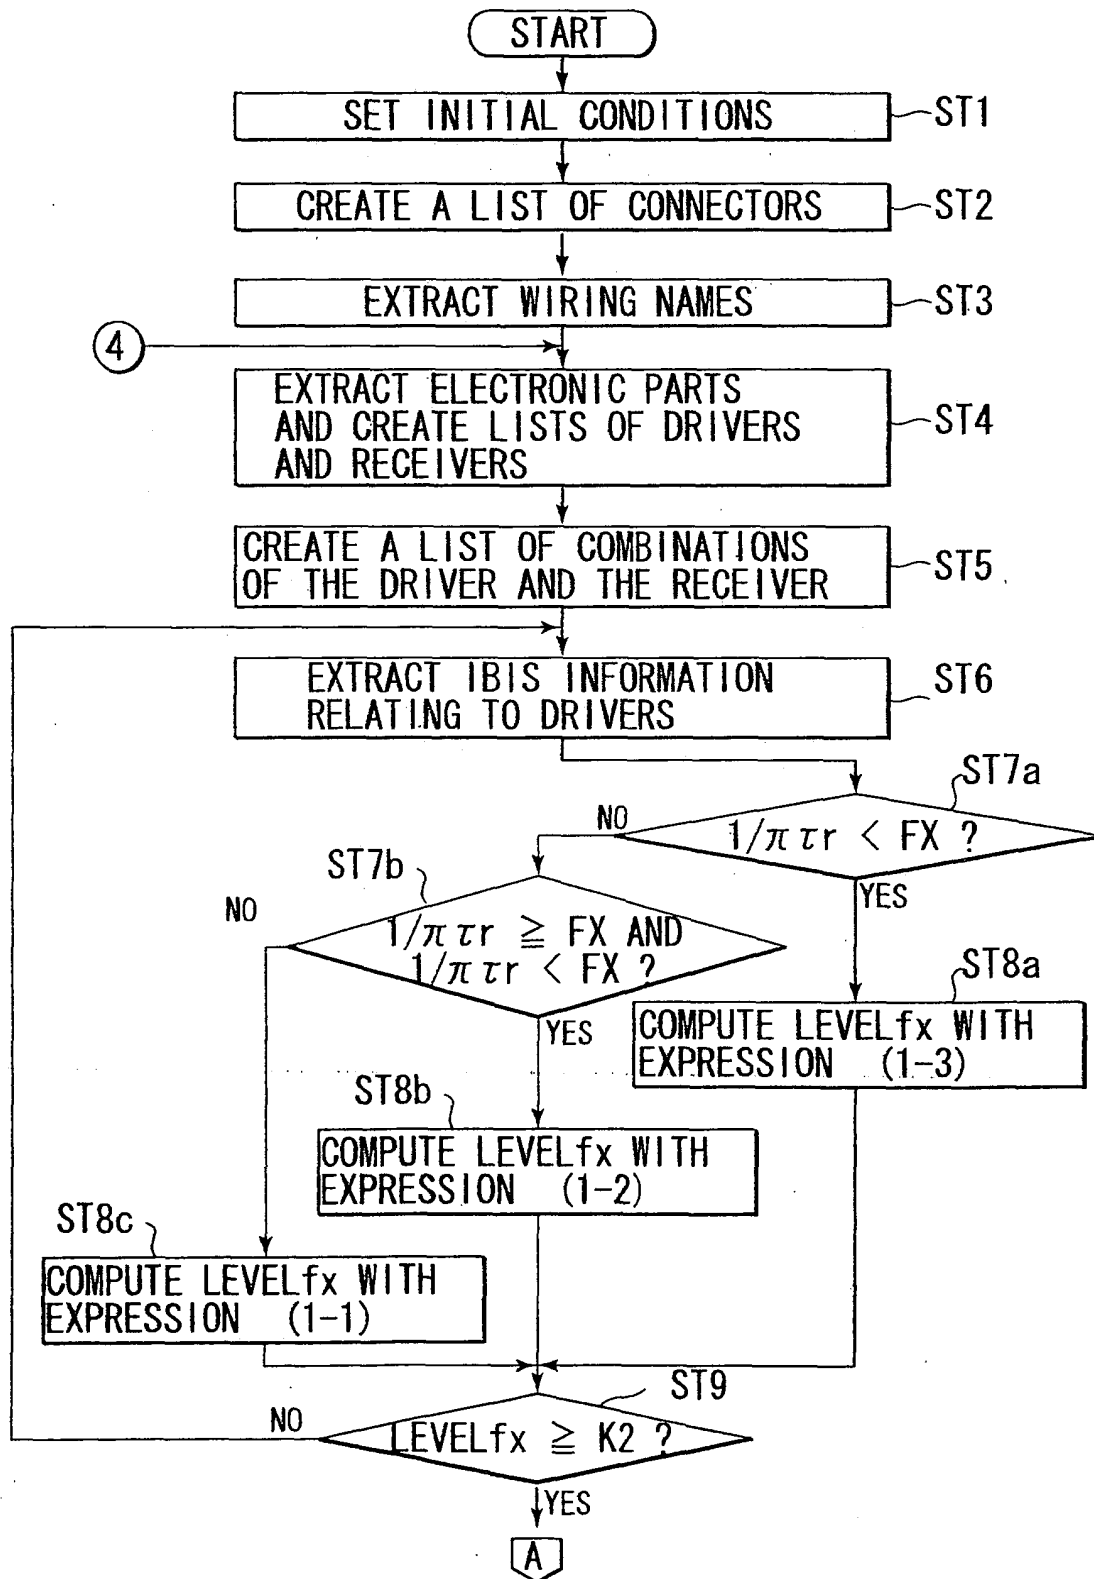 START
SET INITIAL CONDITIONS
ST1
CREATE A LIST OF CONNECTORS
ST2
EXTRACT WIRING NAMES
ST3
4
EXTRACT ELECTRONIC PARTS
AND CREATE LISTS OF DRIVERS
AND RECEIVERS
ST4
CREATE A LIST OF COMBINATIONS
OF THE DRIVER AND THE RECEIVER
ST5
EXTRACT IBIS INFORMATION
RELATING TO DRIVERS
ST6
ST7a
NO
1/π τr < FX ?
YES
ST7b
NO
1/π τr ≧ FX AND
1/π τr < FX ?
YES
ST8a
COMPUTE LEVELfx WITH
EXPRESSION (1-3)
ST8b
COMPUTE LEVELfx WITH
EXPRESSION (1-2)
ST8c
COMPUTE LEVELfx WITH
EXPRESSION (1-1)
ST9
NO
LEVELfx ≧ K2 ?
YES
A